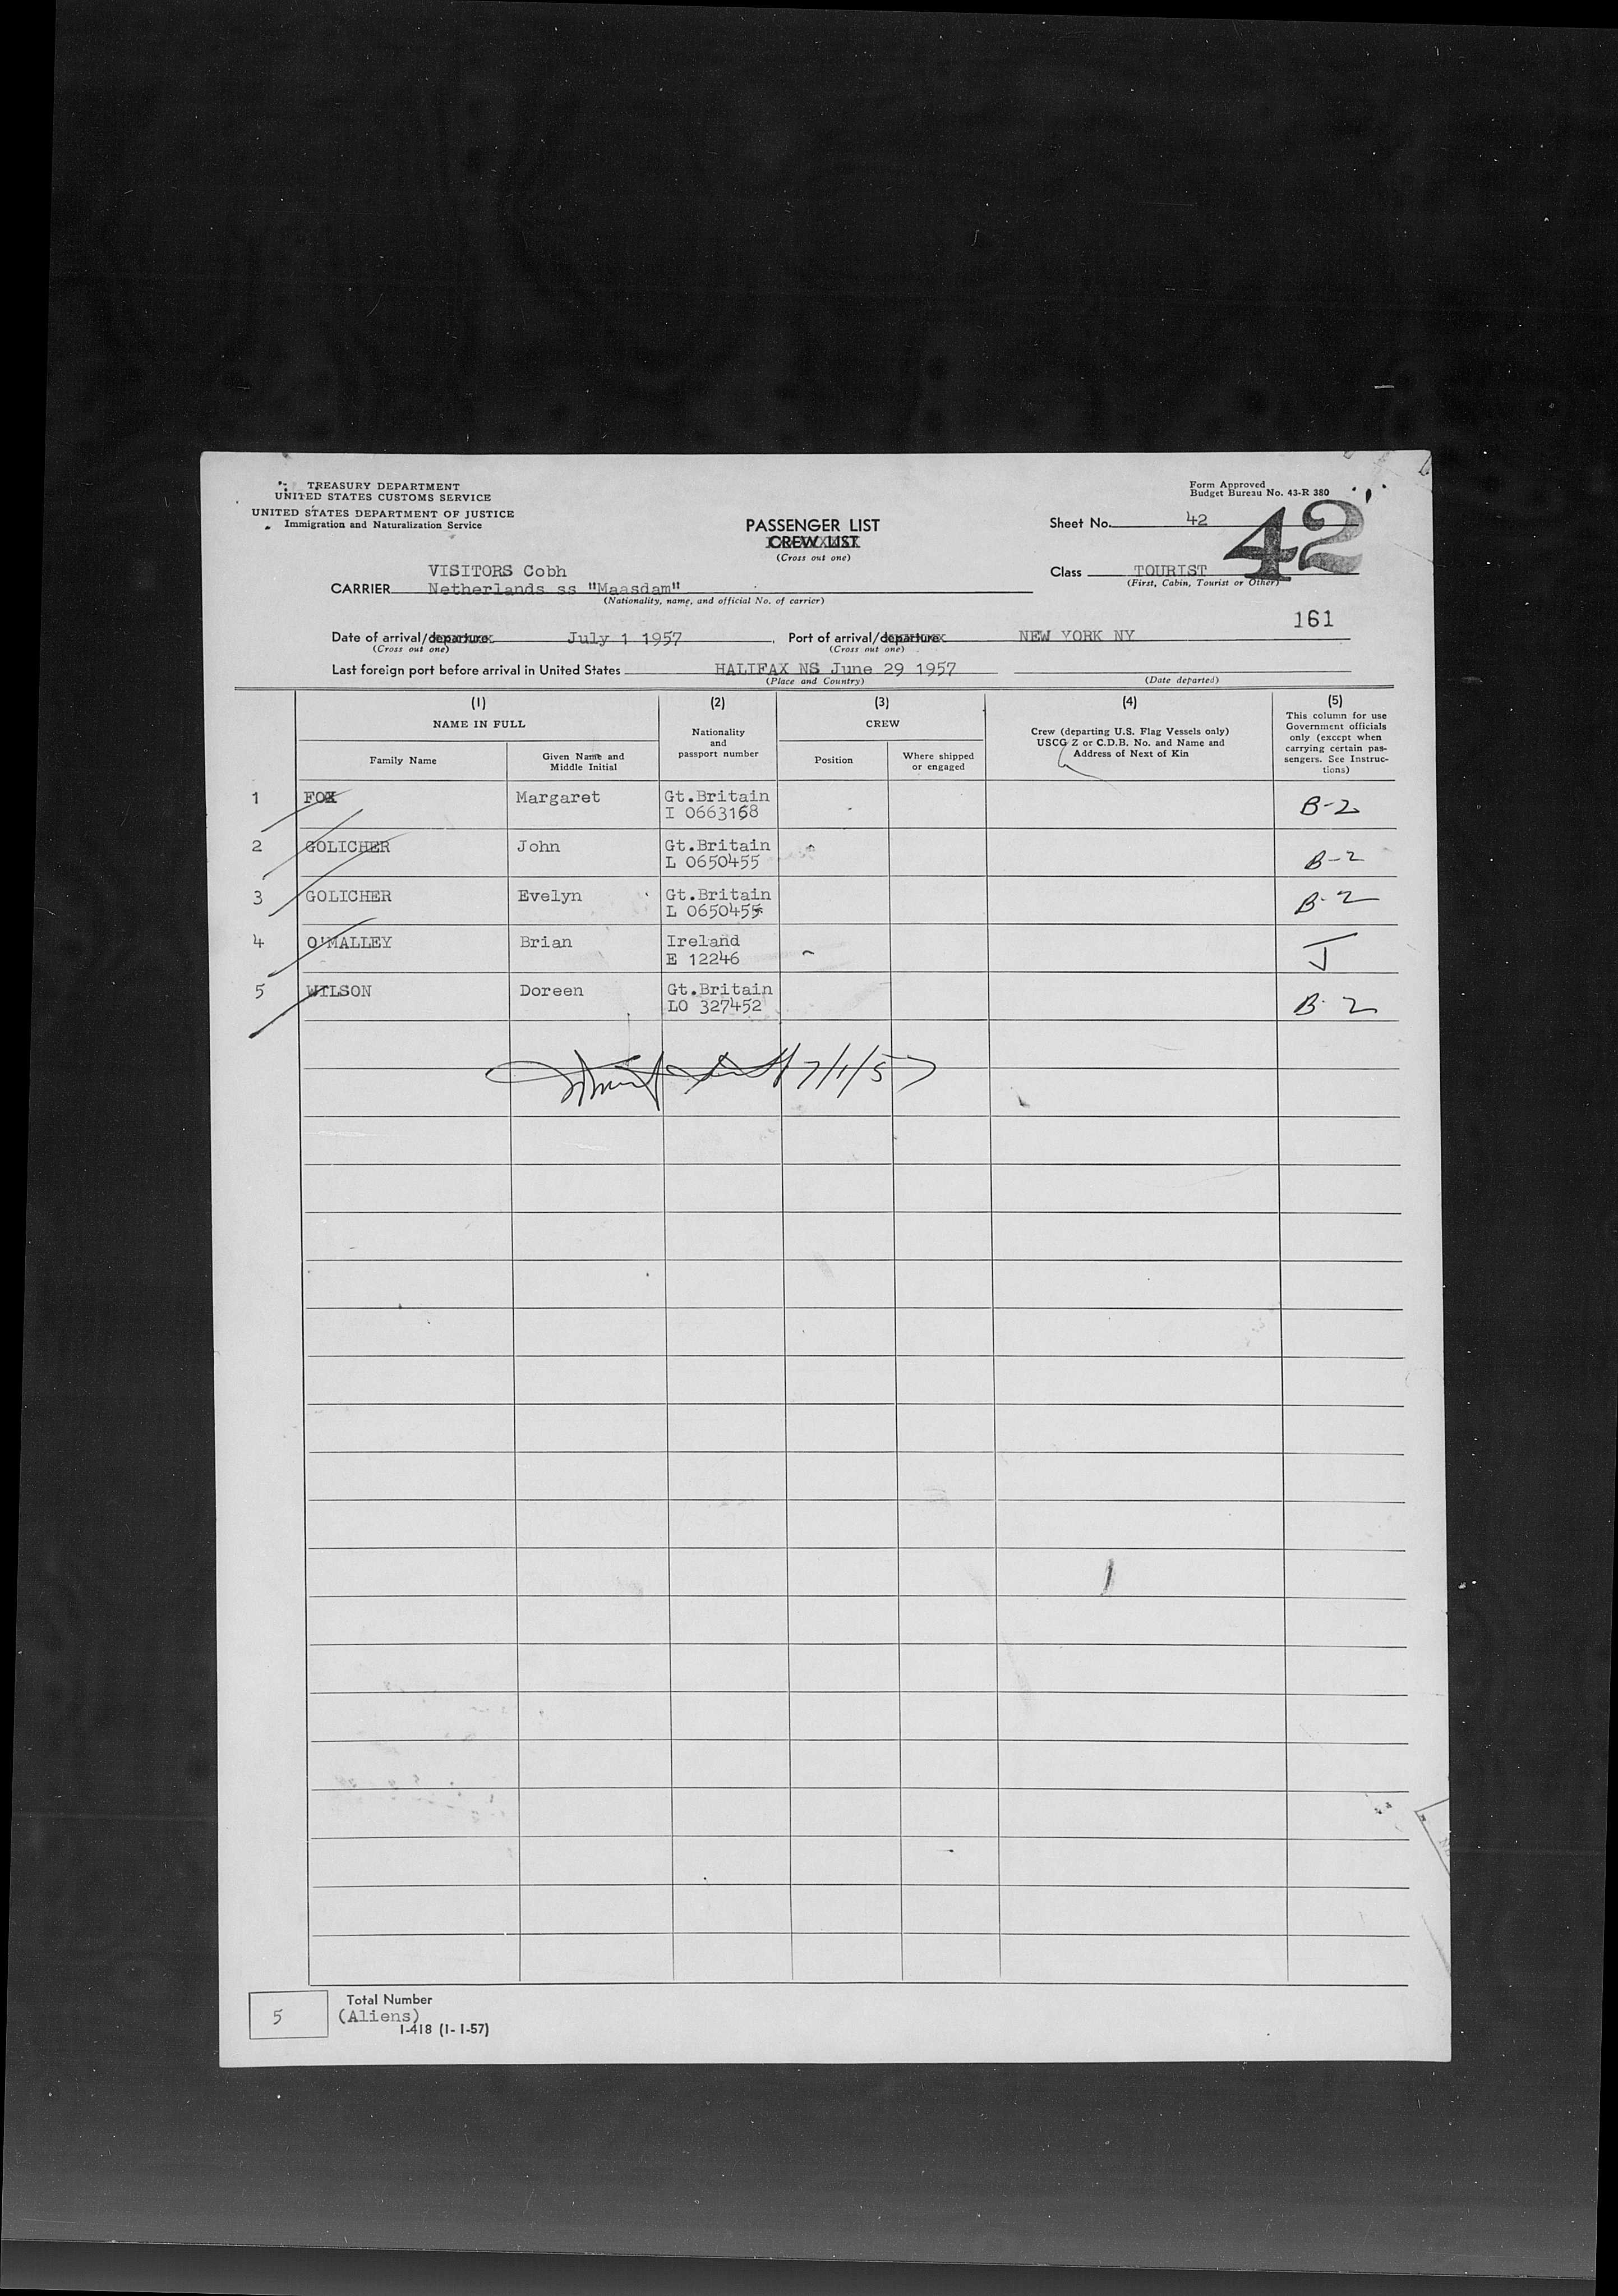 TREASURY DEPARTMENT
UNITED STATES CUSTOMS SERVICE
UNITED STATES DEPARTMENT OF JUSTICE
Immigration and Naturalization Service
Form Approved
Budget Bureau No. 43-R 380
PASSENGER LIST
CREW LIST
(Cross out one)
Sheet No. 42
42
VISITORS Cobh
CARRIER Netherlands ss "Maasdam"
(Nationality, name, and official No. of carrier)
Class TOURIST
(First, Cabin, Tourist or Other)
161
Date of arrival/departure July 1 1957 Port of arrival/departure NEW YORK NY
(Cross out one) (Cross out one)
Last foreign port before arrival in United States HALIFAX NS June 29 1957
(Place and Country) (Date departed)
(1) (2) (3) (4) (5)
NAME IN FULL
Family Name
Given Name and
Middle Initial
Nationality
and
passport number
CREW
Position
Where shipped
or engaged
Crew (departing U.S. Flag Vessels only)
USCG Z or C.D.B. No. and Name and
Address of Next of Kin
This column for use
Government officials
only (except when
carrying certain pas-
sengers. See Instruc-
tions)
1 FOX Margaret Gt.Britain B-2
I 0663168
2 GOLICHER John Gt.Britain B-2
L 0650455
3 GOLICHER Evelyn Gt.Britain B-2
L 0650455
4 O'MALLEY Brian Ireland J
E 12246
5 WILSON Doreen Gt.Britain B-2
LO 327452
7/1/57
5 Total Number
(Aliens)
I-418 (1-1-57)